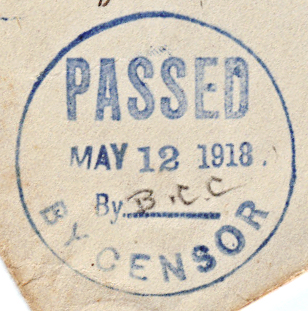 PASSED
MAY 12 1918.
By B.C.C
BY CENSOR